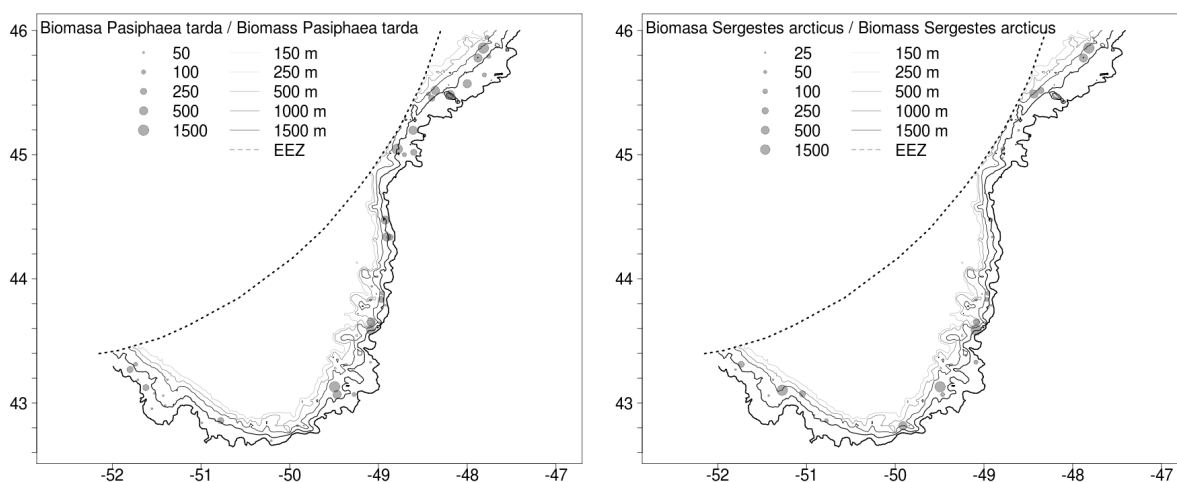 Biomasa Pasiphaea tarda / Biomass Pasiphaea tarda
50 150 m
100 250 m
250 500 m
500 1000 m
1500 1500 m
EEZ
46
45
44
43
-52 -51 -50 -49 -48 -47
Biomasa Sergestes arcticus / Biomass Sergestes arcticus
25 150 m
50 250 m
100 500 m
250 1000 m
500 1500 m
1500 EEZ
46
45
44
43
-52 -51 -50 -49 -48 -47